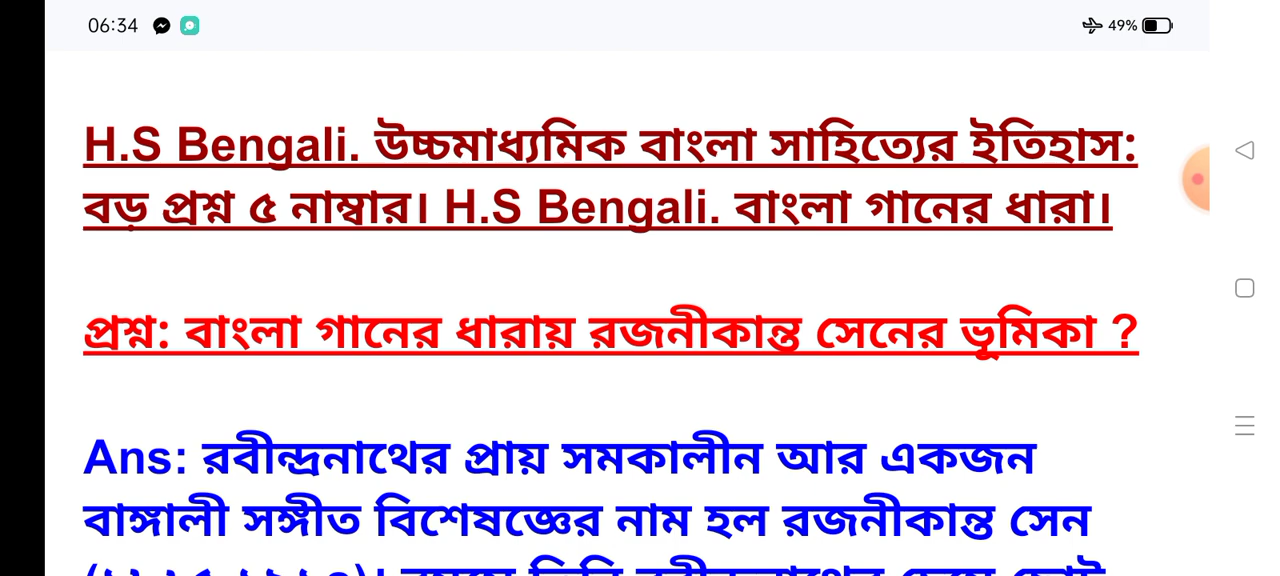 06:34
49%
H.S Bengali. উচ্চমাধ্যমিক বাংলা সাহিত্যের ইতিহাস:
বড় প্রশ্ন ৫ নাম্বার। H.S Bengali. বাংলা গানের ধারা।
প্রশ্ন: বাংলা গানের ধারায় রজনীকান্ত সেনের ভূমিকা ?
Ans: রবীন্দ্রনাথের প্রায় সমকালীন আর একজন
বাঙ্গালী সঙ্গীত বিশেষজ্ঞের নাম হল রজনীকান্ত সেন